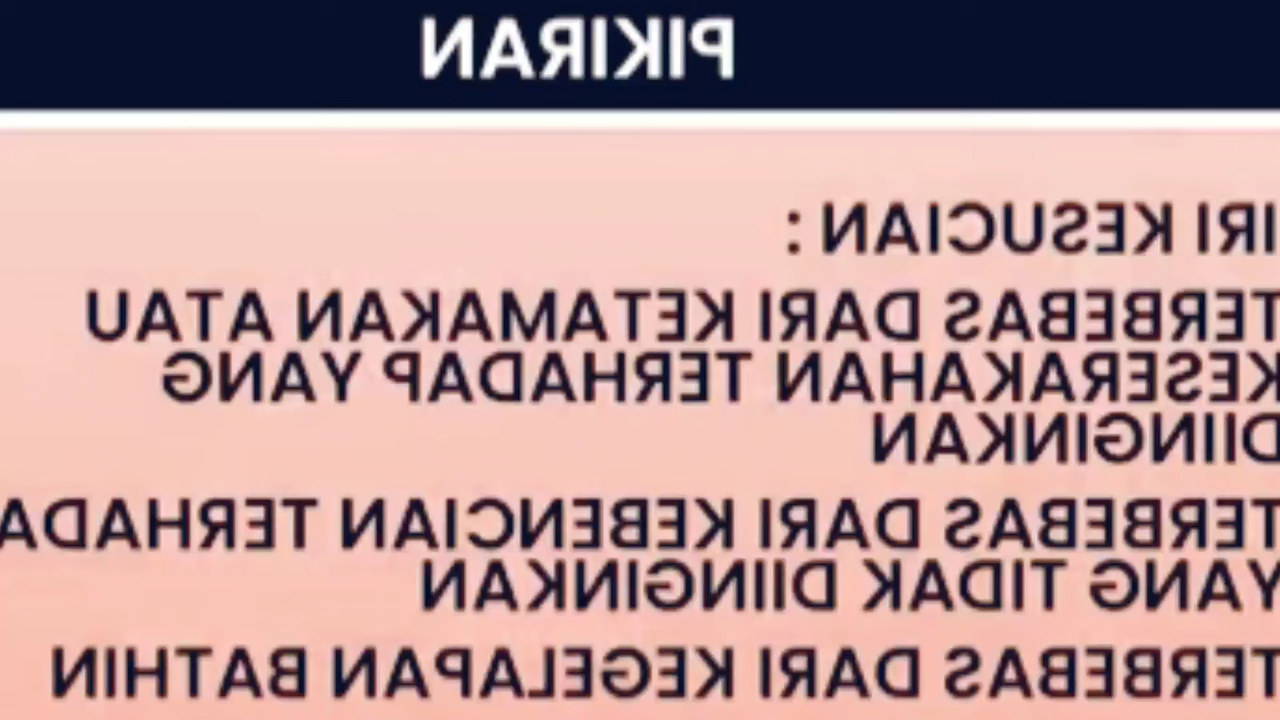 PIKIRAN
IRI KESUCIAN :
TERBEBAS DARI KETAMAKAN ATAU
KESERAKAHAN TERHADAP YANG
DIINGINKAN
TERBEBAS DARI KEBENCIAN TERHADA
YANG TIDAK DIINGINKAN
TERBEBAS DARI KEGELAPAN BATHIN